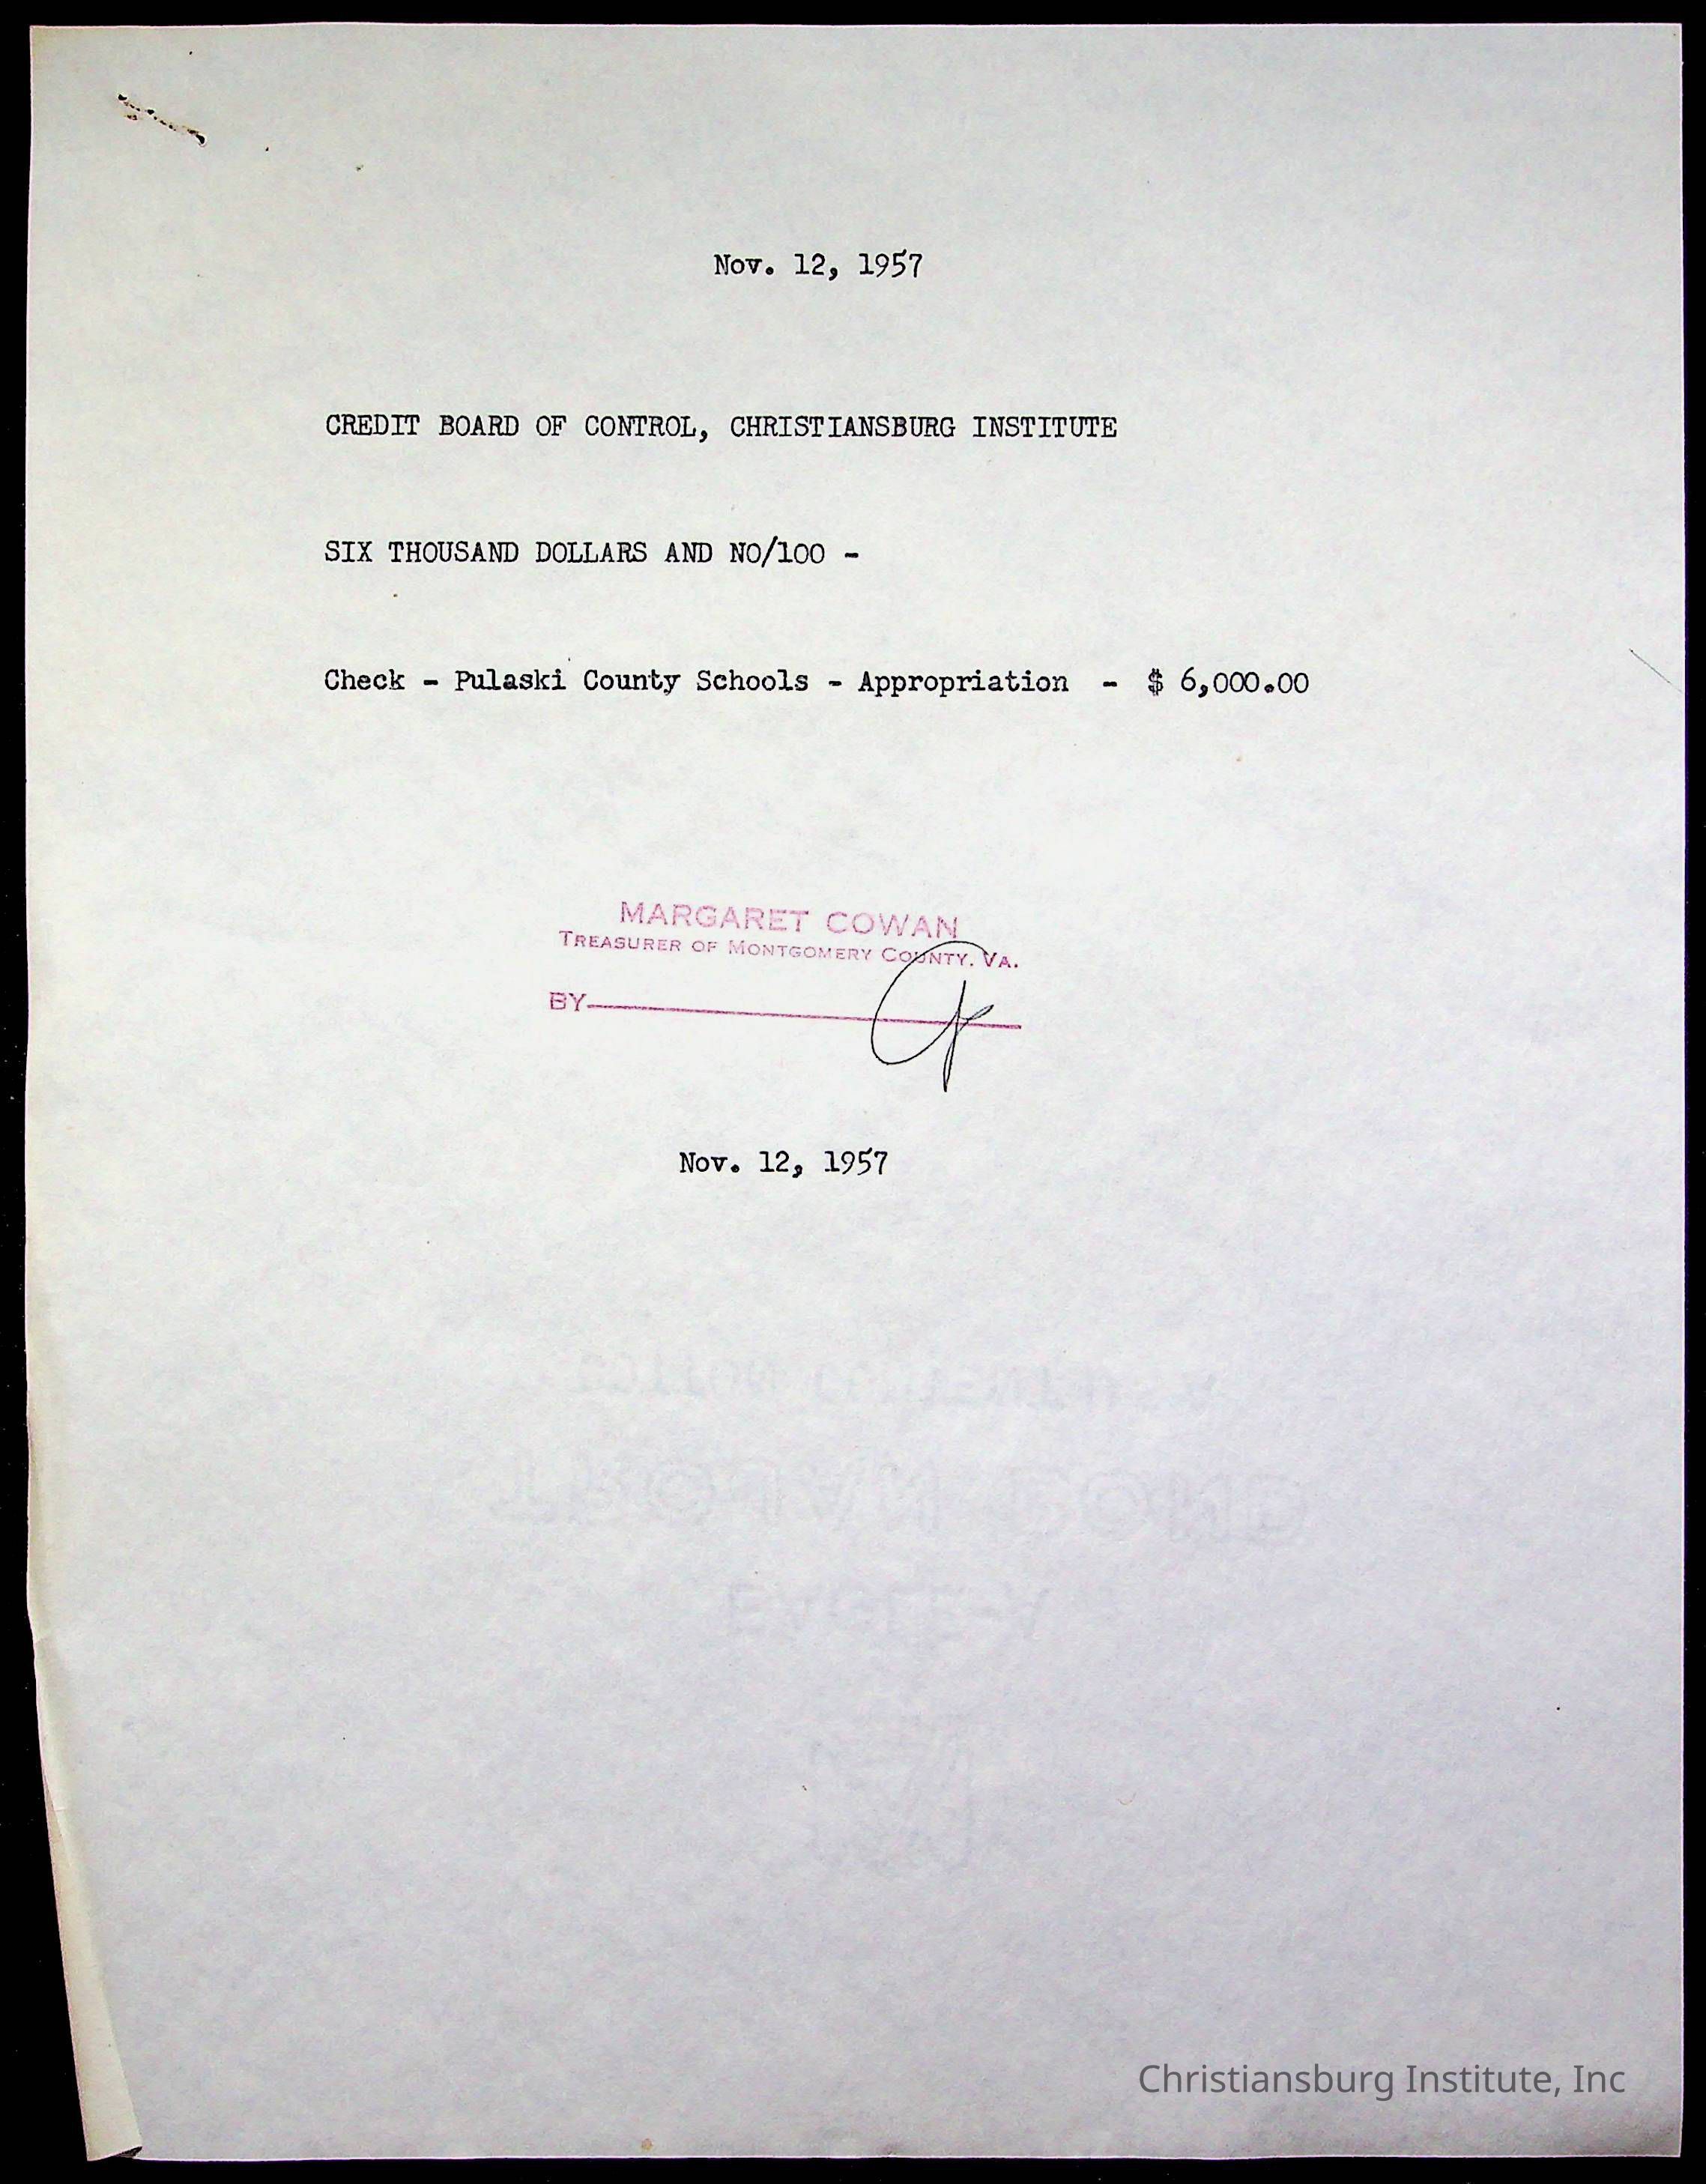 Nov. 12, 1957
CREDIT BOARD OF CONTROL, CHRISTIANSBURG INSTITUTE
SIX THOUSAND DOLLARS AND NO/100 -
Check - Pulaski County Schools - Appropriation - $ 6,000.00
MARGARET COWAN
TREASURER OF MONTGOMERY COUNTY, VA.
BY
Nov. 12, 1957
Christiansburg Institute, Inc